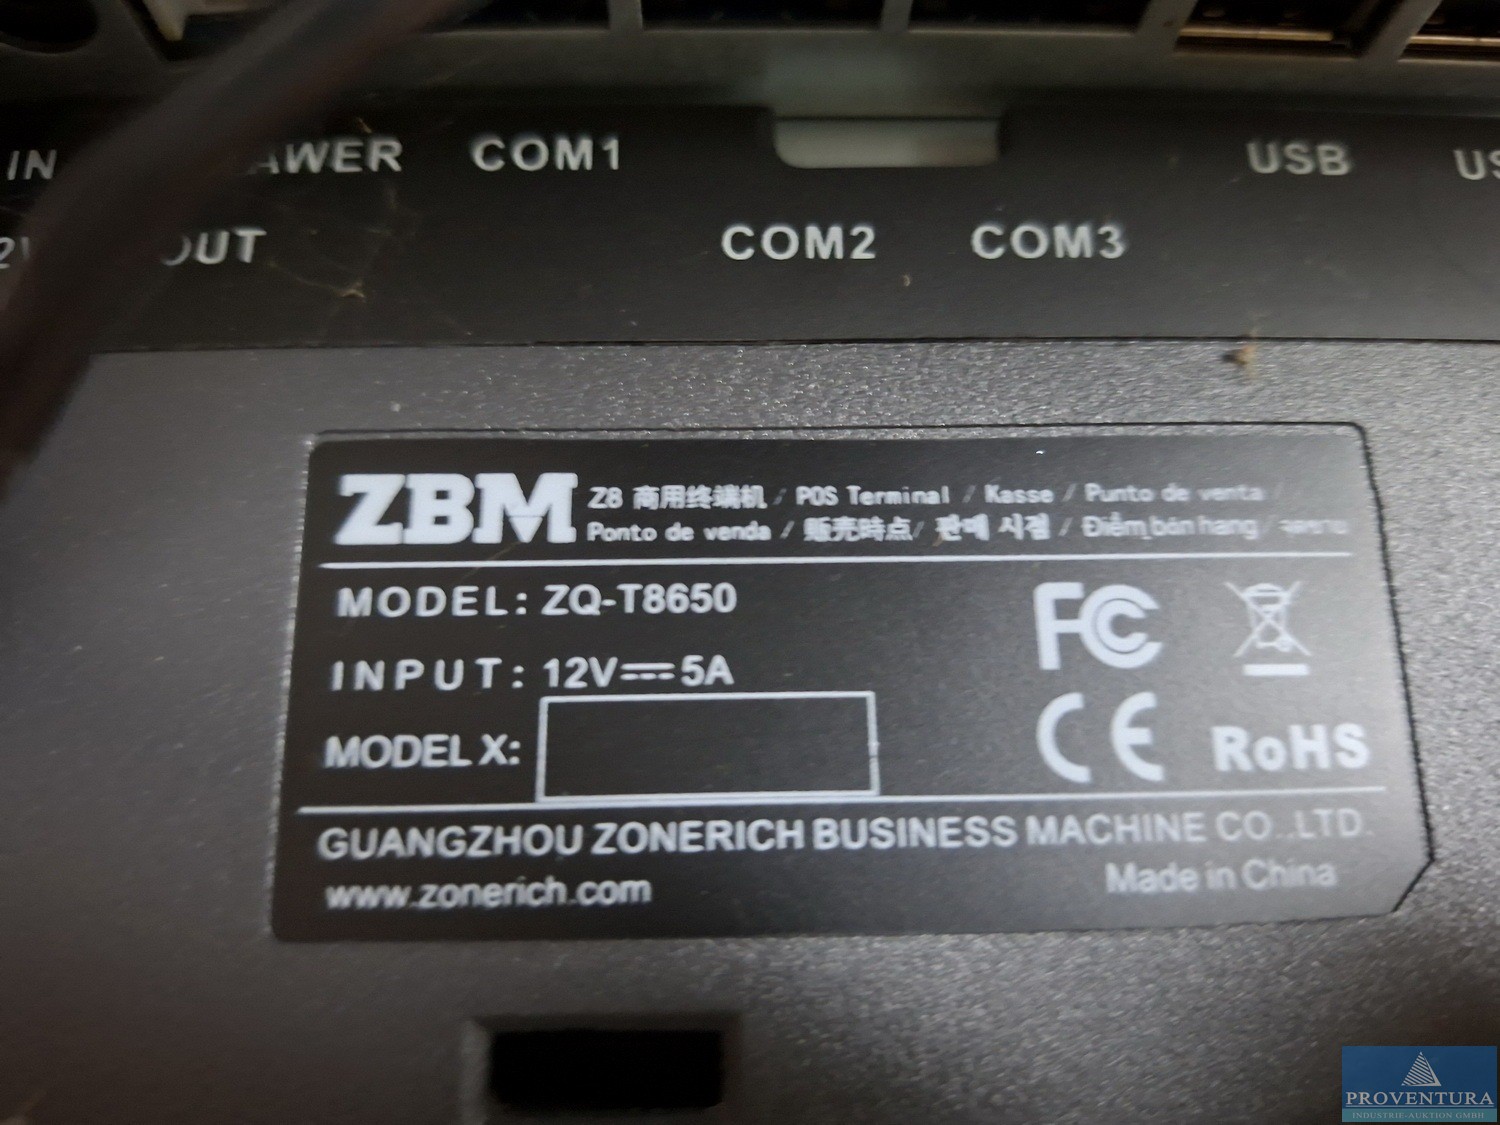 IN AWER COM1 USB US
OUT COM2 COM3
ZBM Z8 商用终端机 / POS Terminal / Kasse / Punto de venta /
Ponto de venda / 販売時点/ 판매 시점 / Điểm bán hang /
MODEL: ZQ-T8650
INPUT: 12V⎓5A
FC
MODEL X:
CE RoHS
GUANGZHOU ZONERICH BUSINESS MACHINE CO.,LTD.
www.zonerich.com Made in China
PROVENTURA
INDUSTRIE-AUKTION GMBH